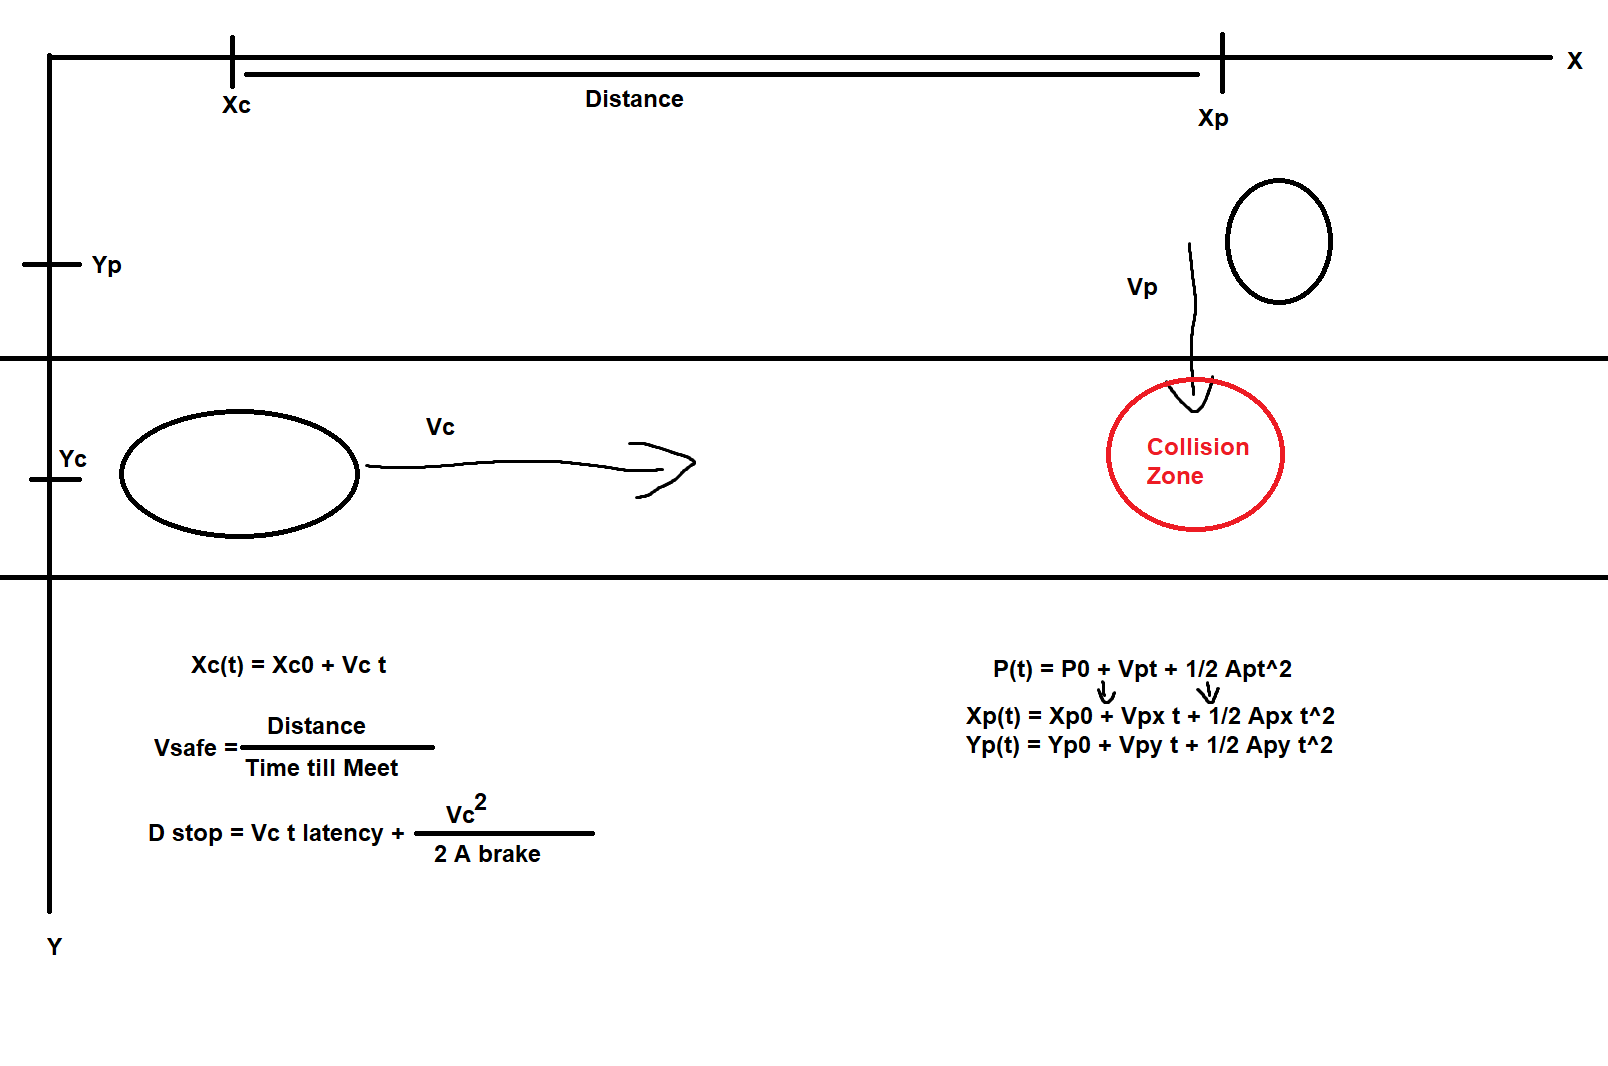 X
Xc
Distance
Xp
Yp
Vp
Vc
Yc
Collision
Zone
Xc(t) = Xc0 + Vc t
Vsafe = Distance
Time till Meet
D stop = Vc t latency + Vc2
2 A brake
P(t) = P0 + Vpt + 1/2 Apt^2
Xp(t) = Xp0 + Vpx t + 1/2 Apx t^2
Yp(t) = Yp0 + Vpy t + 1/2 Apy t^2
Y